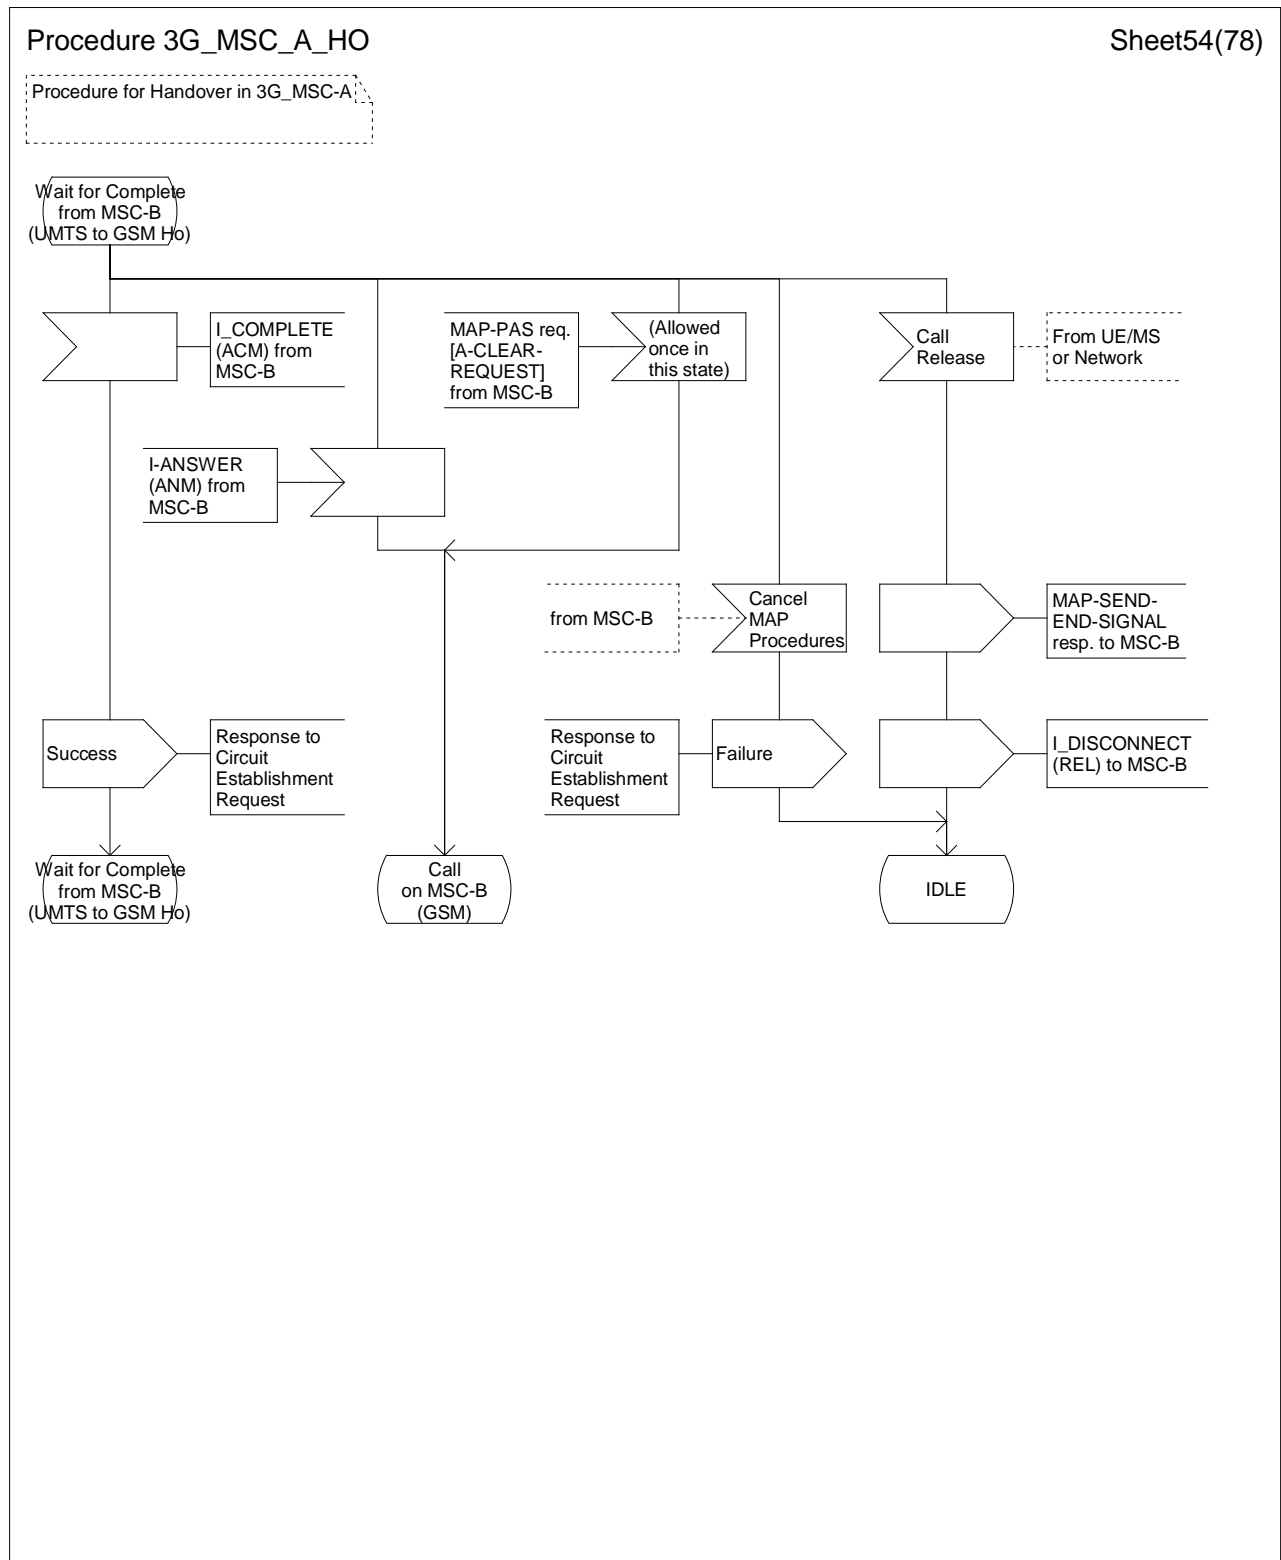 Procedure 3G_MSC_A_HO
Sheet54(78)
Procedure for Handover in 3G_MSC-A
Wait for Complete
from MSC-B
(UMTS to GSM Ho)
I_COMPLETE
(ACM) from
MSC-B
MAP-PAS req.
[A-CLEAR-
REQUEST]
from MSC-B
(Allowed
once in
this state)
Call
Release
From UE/MS
or Network
I-ANSWER
(ANM) from
MSC-B
from MSC-B
Cancel
MAP
Procedures
MAP-SEND-
END-SIGNAL
resp. to MSC-B
Success
Response to
Circuit
Establishment
Request
Response to
Circuit
Establishment
Request
Failure
I_DISCONNECT
(REL) to MSC-B
Wait for Complete
from MSC-B
(UMTS to GSM Ho)
Call
on MSC-B
(GSM)
IDLE